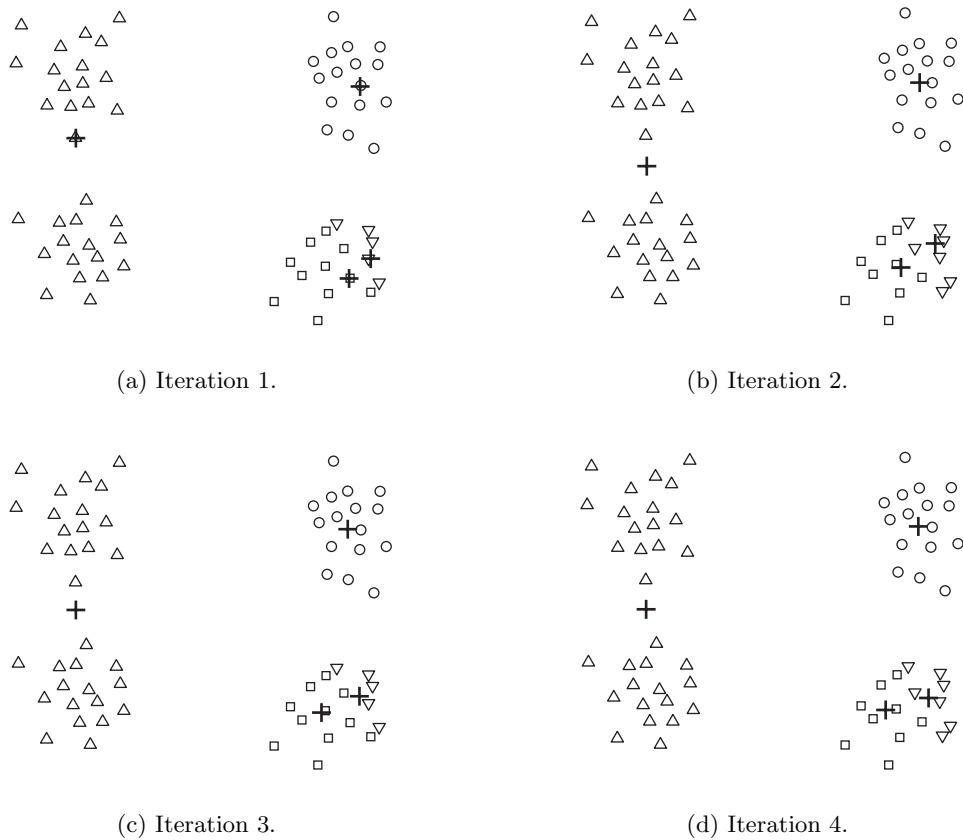 (a) Iteration 1.
(b) Iteration 2.
(c) Iteration 3.
(d) Iteration 4.